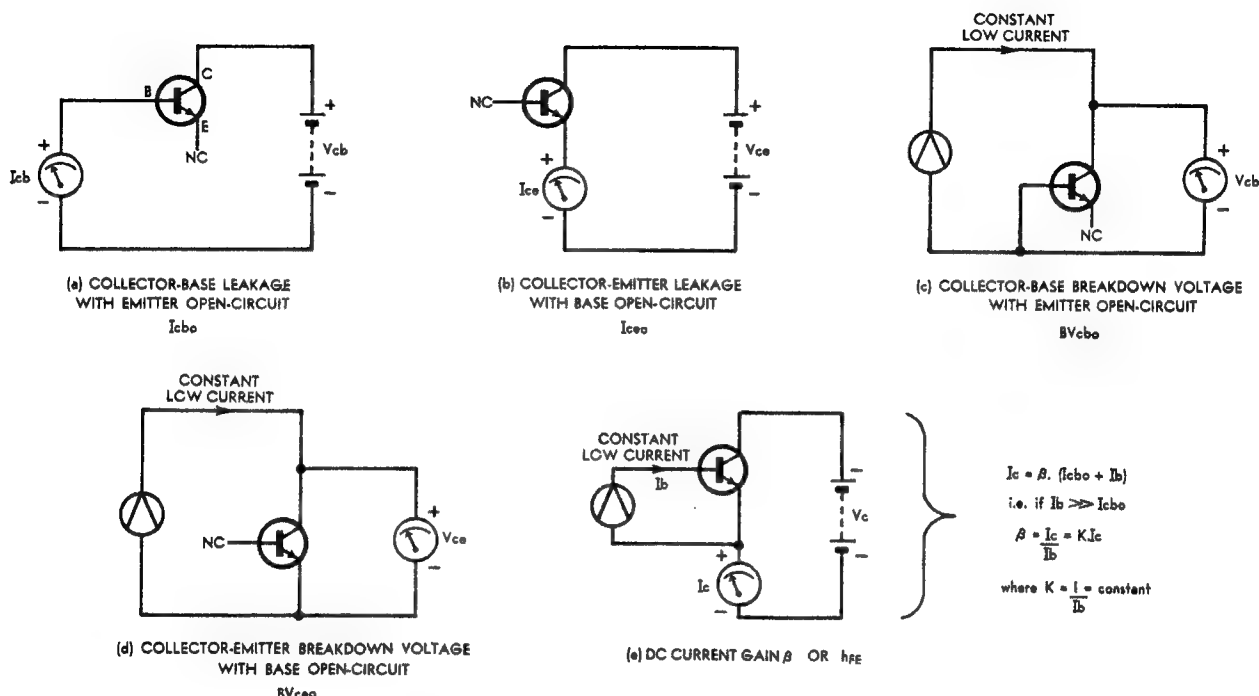 C
B
E
NC
+
Icb
-
+
Vcb
-
(a) COLLECTOR-BASE LEAKAGE
WITH EMITTER OPEN-CIRCUIT
Icbo
NC
+
Ice
-
+
Vce
-
(b) COLLECTOR-EMITTER LEAKAGE
WITH BASE OPEN-CIRCUIT
Iceo
CONSTANT
LOW CURRENT
NC
+
Vcb
-
(c) COLLECTOR-BASE BREAKDOWN VOLTAGE
WITH EMITTER OPEN-CIRCUIT
BVcbo
CONSTANT
LOW CURRENT
NC
+
Vce
-
(d) COLLECTOR-EMITTER BREAKDOWN VOLTAGE
WITH BASE OPEN-CIRCUIT
BVceo
CONSTANT
LOW CURRENT
Ib
+
Ic
-
-
Vc
-
(e) DC CURRENT GAIN β OR hFE
Ic = β. (Icbo + Ib)
i.e. if Ib >>> Icbo
β = Ic/Ib = K.Ic
where K = 1/Ib = constant